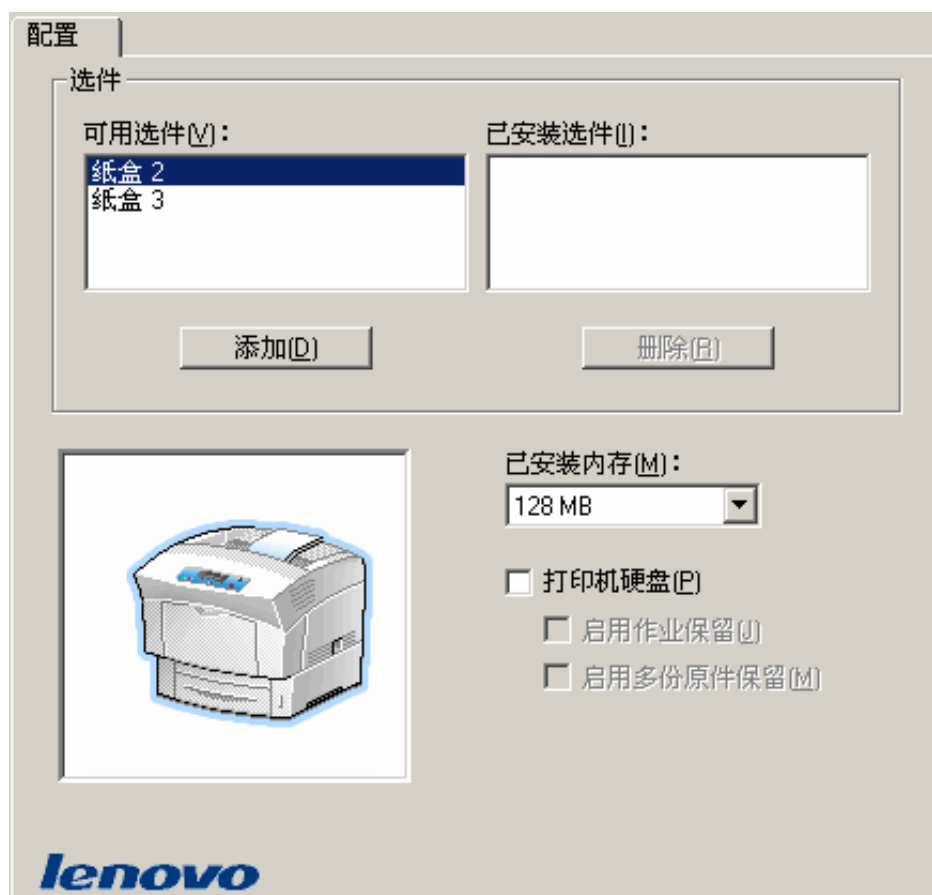 配置
选件
可用选件(V)：
已安装选件(I)：
纸盒 2
纸盒 3
添加(D)
删除(R)
已安装内存(M)：
128 MB
打印机硬盘(P)
启用作业保留(J)
启用多份原件保留(M)
lenovo